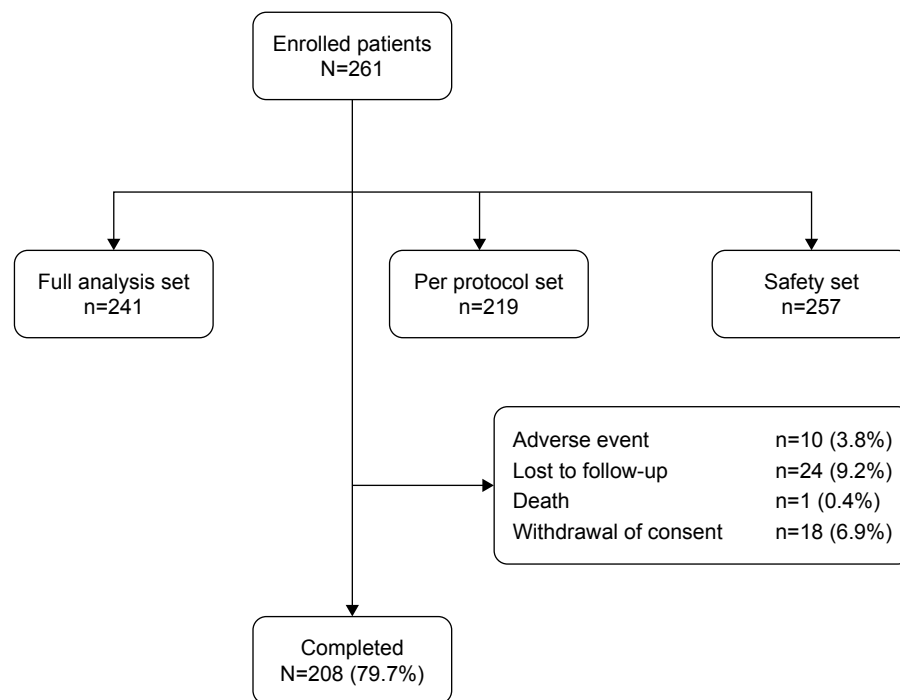 Enrolled patients
N=261
Full analysis set
n=241
Per protocol set
n=219
Safety set
n=257
Adverse event n=10 (3.8%)
Lost to follow-up n=24 (9.2%)
Death n=1 (0.4%)
Withdrawal of consent n=18 (6.9%)
Completed
N=208 (79.7%)